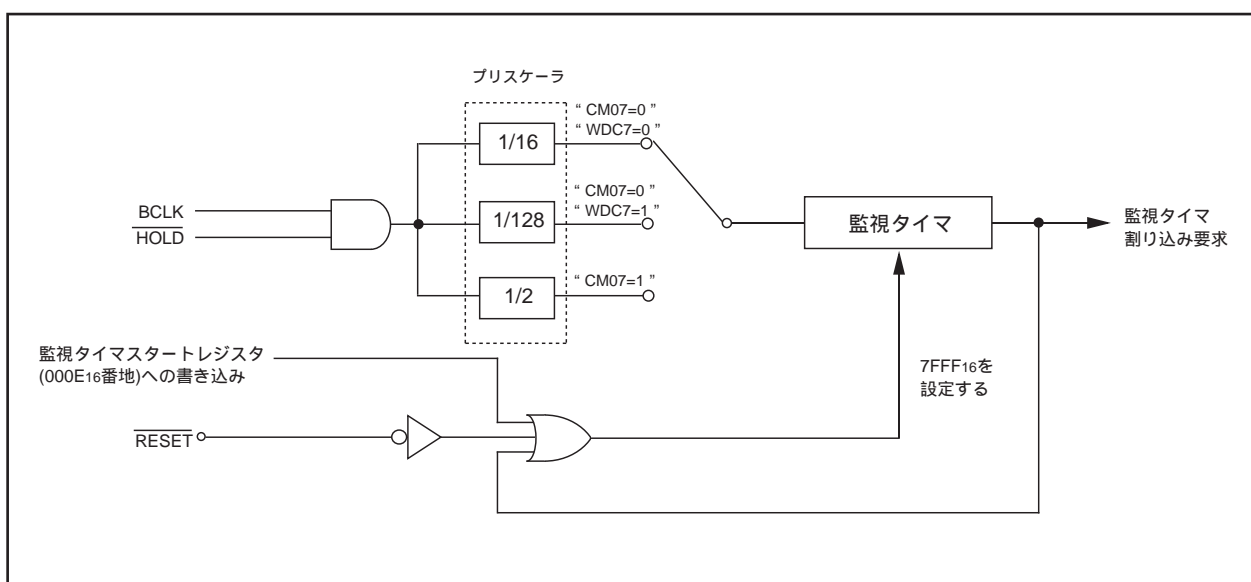 プリスケーラ
“ CM07=0 ”
“ WDC7=0 ”
1/16
“ CM07=0 ”
“ WDC7=1 ”
1/128
“ CM07=1 ”
1/2
BCLK
HOLD
監視タイマ
監視タイマ
割り込み要求
監視タイマスタートレジスタ
(000E16番地)への書き込み
7FFF16を
設定する
RESET